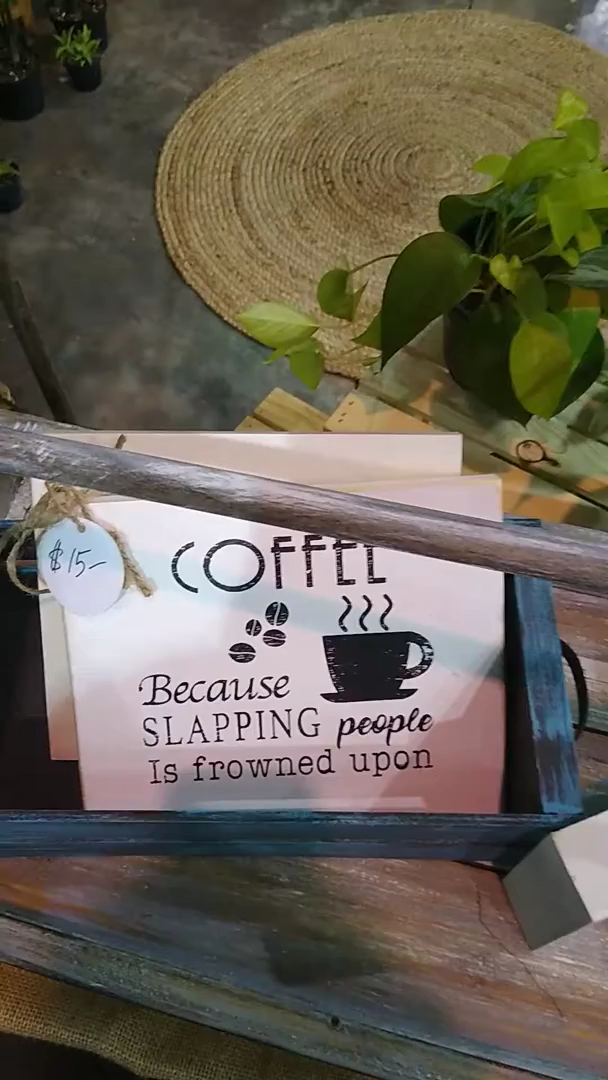 $15-
COFFEE
Because
SLAPPING people
Is frowned upon